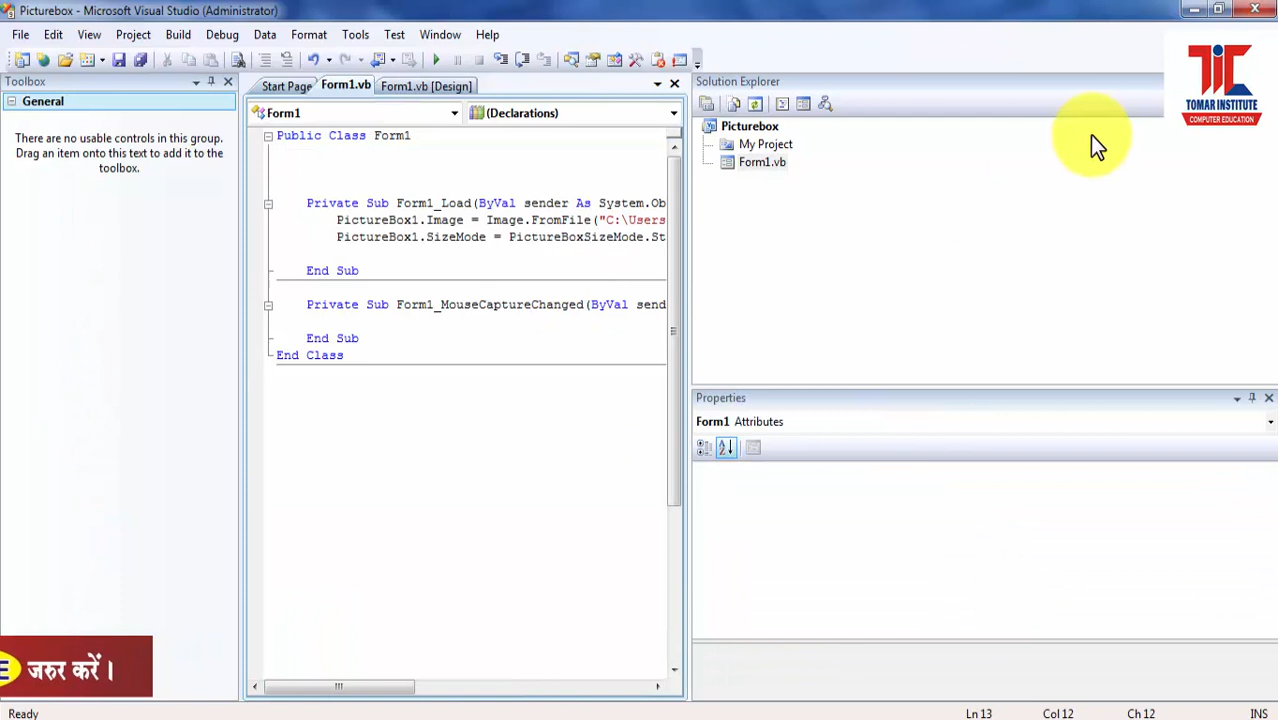 Picturebox - Microsoft Visual Studio (Administrator)
File Edit View Project Build Debug Data Format Tools Test Window Help
Toolbox
General
There are no usable controls in this group.
Drag an item onto this text to add it to the
toolbox.
Start Page Form1.vb Form1.vb [Design]
Form1 (Declarations)
Public Class Form1
Private Sub Form1_Load(ByVal sender As System.Ob
PictureBox1.Image = Image.FromFile("C:\Users
PictureBox1.SizeMode = PictureBoxSizeMode.St
End Sub
Private Sub Form1_MouseCaptureChanged(ByVal send
End Sub
End Class
Solution Explorer
Picturebox
My Project
Form1.vb
TOMAR INSTITUTE
COMPUTER EDUCATION
Properties
Form1 Attributes
E जरुर करें।
Ready Ln 13 Col 12 Ch 12 INS